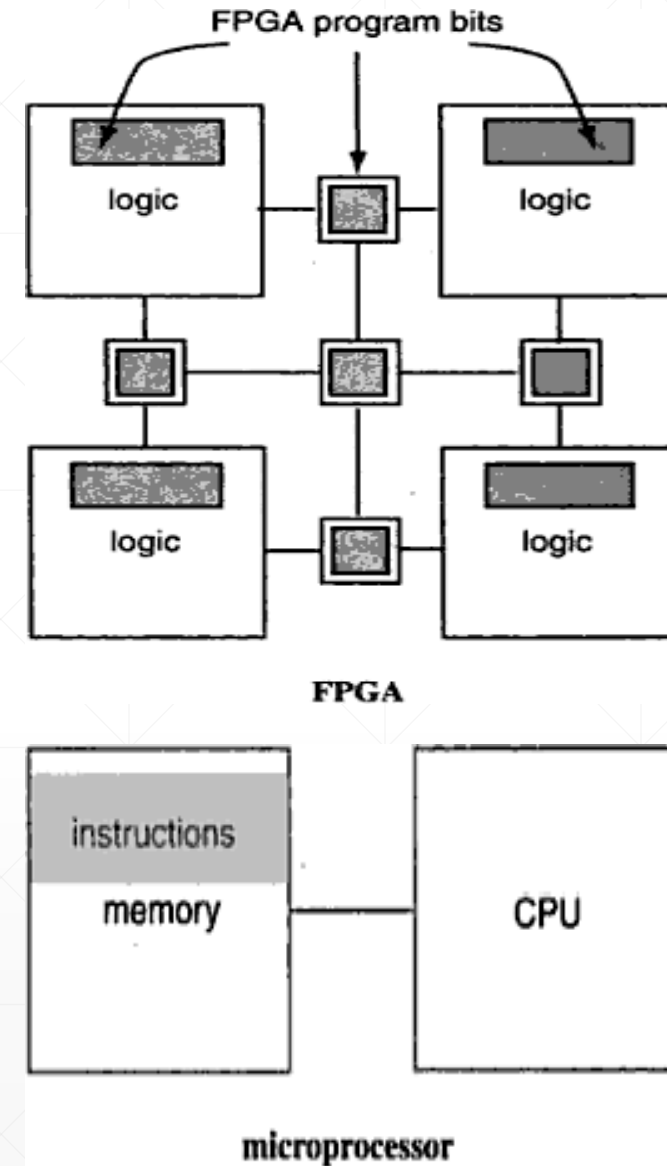 FPGA program bits
logic
logic
logic
logic
FPGA
instructions
memory
CPU
microprocessor